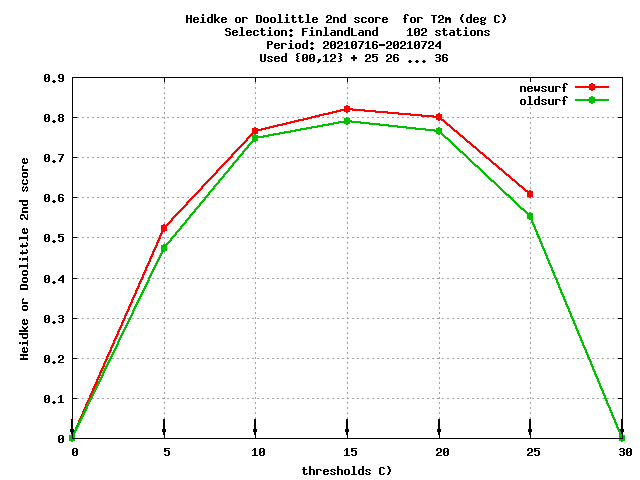 Heidke or Doolittle 2nd score  for T2m (deg C)
Selection: FinlandLand    102 stations
Period: 20210716-20210724
Used {00,12} + 25 26 ... 36
newsurf
oldsurf
0.9
0.8
0.7
0.6
0.5
0.4
0.3
0.2
0.1
0
Heidke or Doolittle 2nd score
0 5 10 15 20 25 30
thresholds C)